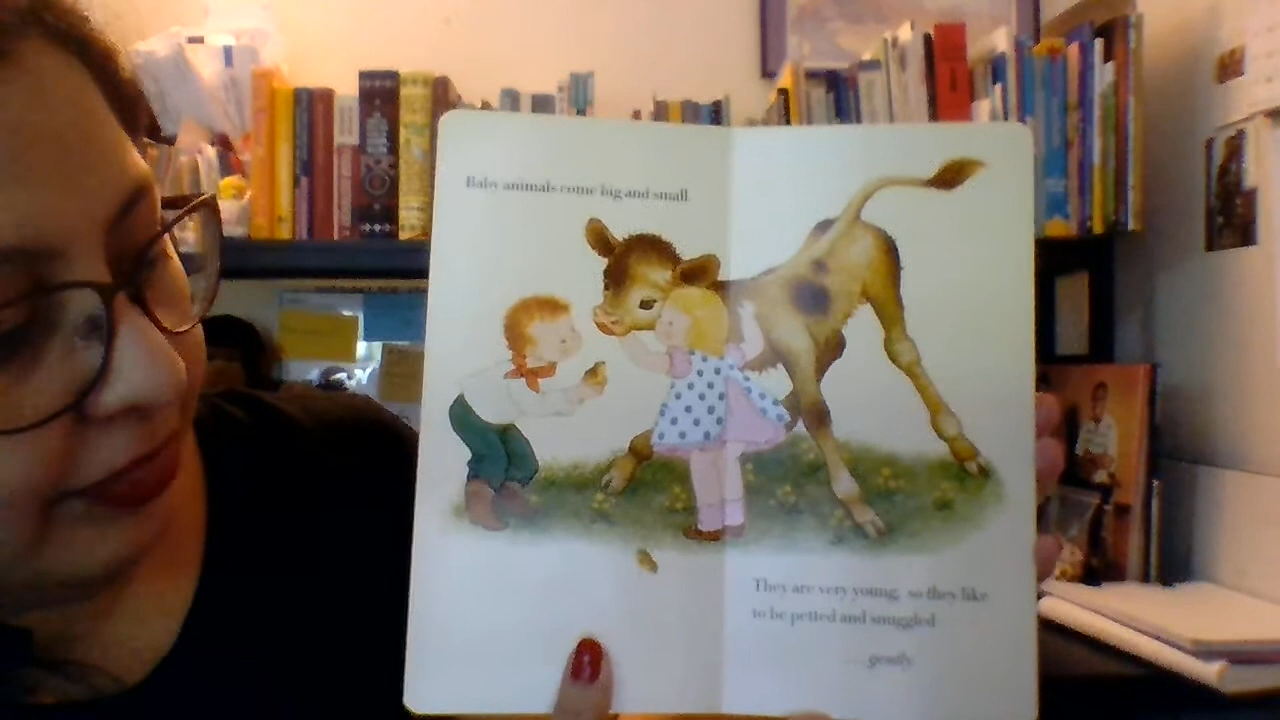 Baby animals come big and small.
They are very young, so they like
to be petted and snuggled
. . . gently.